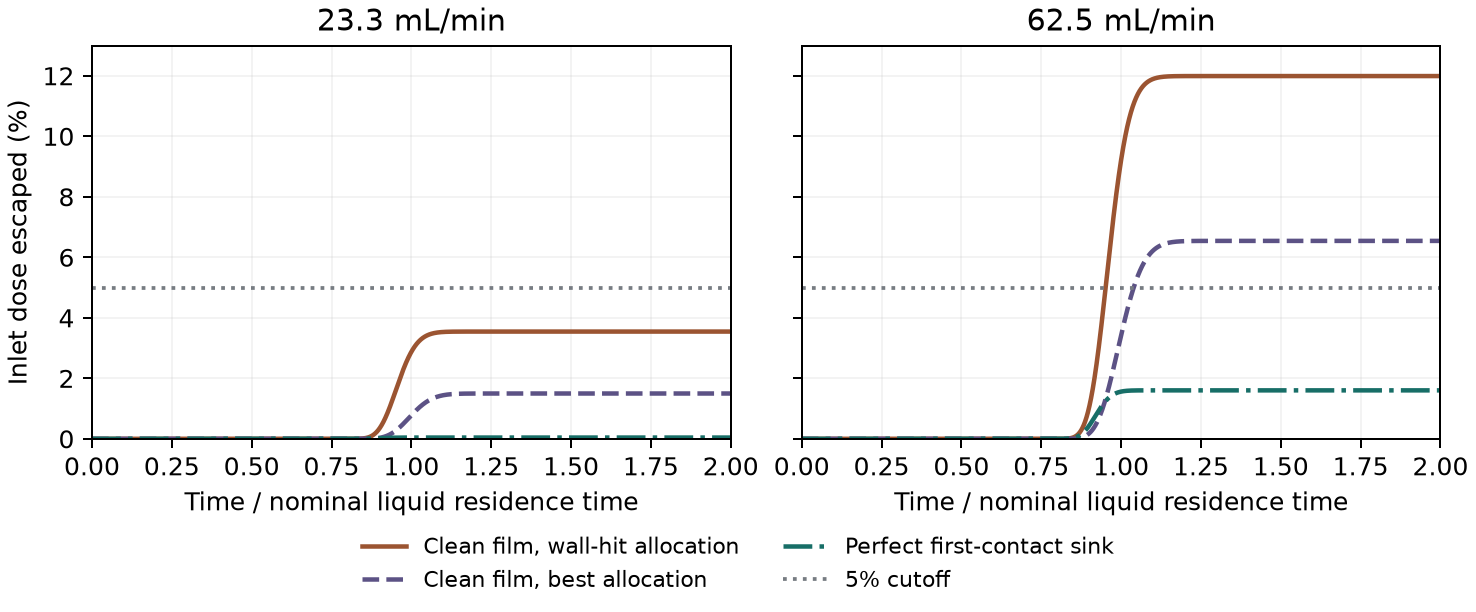 23.3 mL/min
62.5 mL/min
Inlet dose escaped (%)
12
10
8
6
4
2
0
0.00 0.25 0.50 0.75 1.00 1.25 1.50 1.75 2.00
0.00 0.25 0.50 0.75 1.00 1.25 1.50 1.75 2.00
Time / nominal liquid residence time
Time / nominal liquid residence time
Clean film, wall-hit allocation
Clean film, best allocation
Perfect first-contact sink
5% cutoff